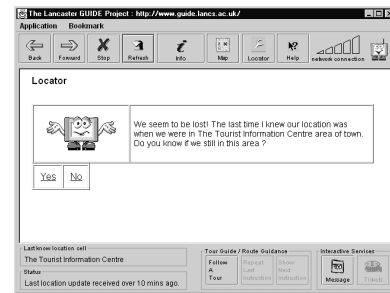 The Lancaster GUIDE Project : http://www.guide.lancs.ac.uk/
Application Bookmark
Back Forward Stop Refresh Info Map Locator Help network connection
Locator
We seem to be lost! The last time I knew our location was
when we were in The Tourist Information Centre area of town.
Do you know if we still in this area ?
Yes No
Last know location cell
The Tourist Information Centre
Status
Last location update received over 10 mins ago.
Tour Guide / Route Guidance
Follow
A
Tour
Repeat
Last
Instruction
Show
Next
Instruction
Interactive Services
Message Tickets